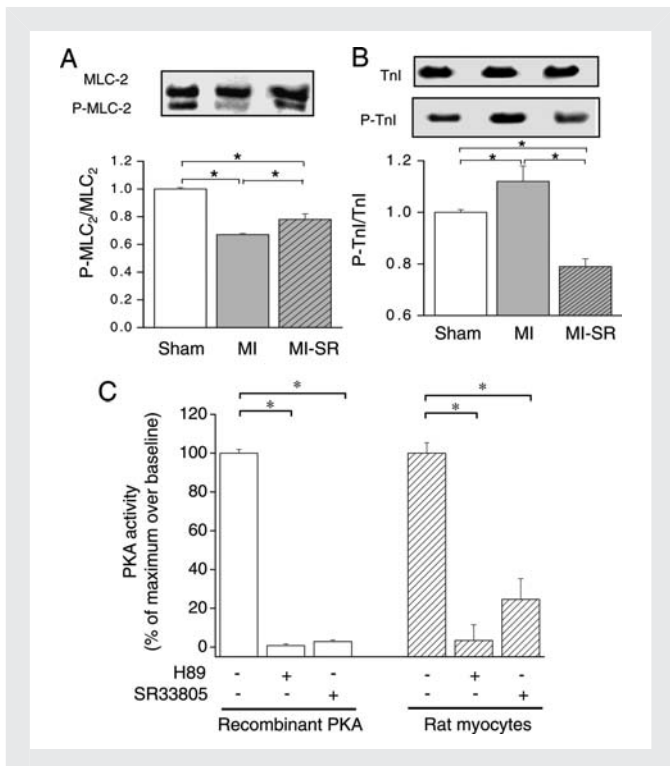 A
MLC-2
P-MLC-2
P-MLC2/MLC2
1.2
1.0
0.8
0.6
0.4
0.2
0.0
* * *
Sham MI MI-SR
B
TnI
P-TnI
P-TnI/TnI
1.2
1.0
0.8
0.6
* * *
Sham MI MI-SR
C
PKA activity
(% of maximum over baseline)
120
100
80
60
40
20
0
* * * *
H89 - + - - + -
SR33805 - - + - - +
Recombinant PKA Rat myocytes